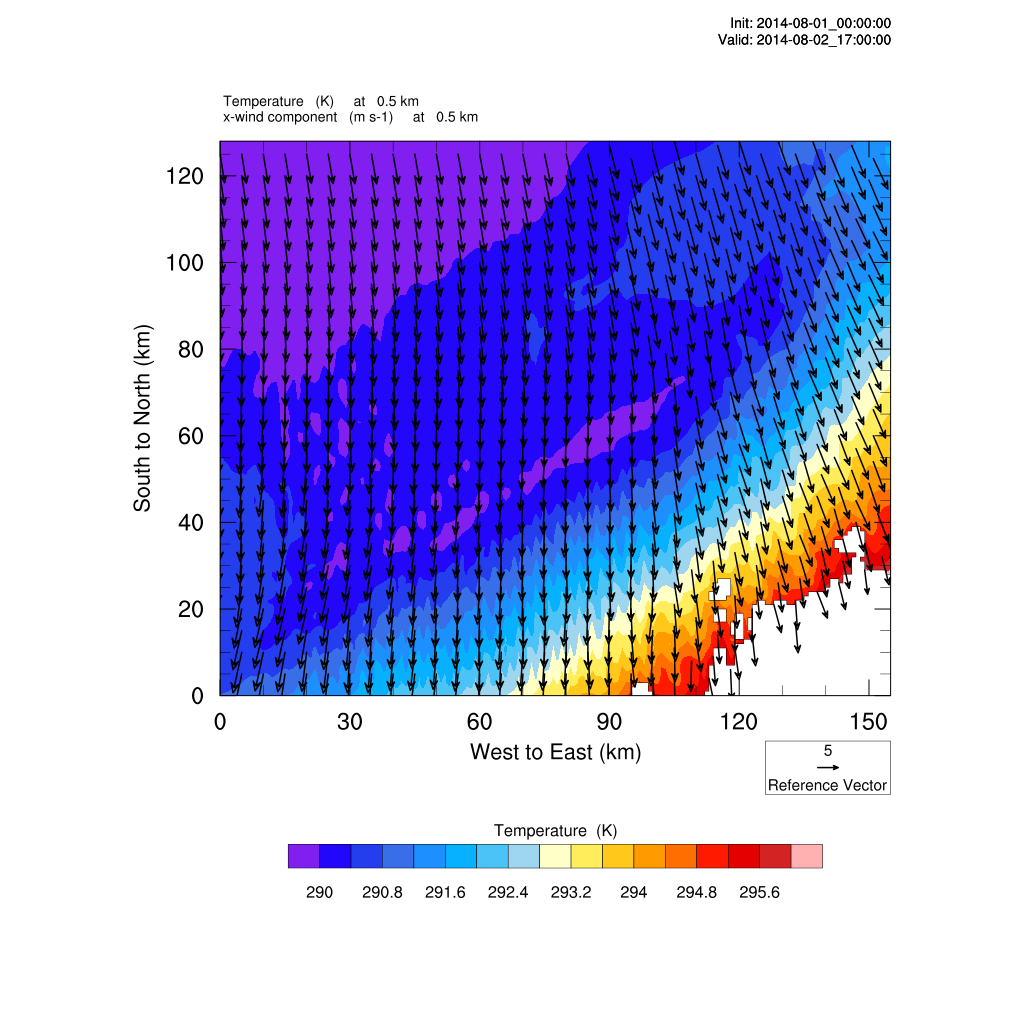 Init: 2014-08-01_00:00:00
Valid: 2014-08-02_17:00:00
Temperature (K) at 0.5 km
x-wind component (m s-1) at 0.5 km
120
100
80
60
40
20
0
South to North (km)
0 30 60 90 120 150
West to East (km)
5
Reference Vector
Temperature (K)
290 290.8 291.6 292.4 293.2 294 294.8 295.6